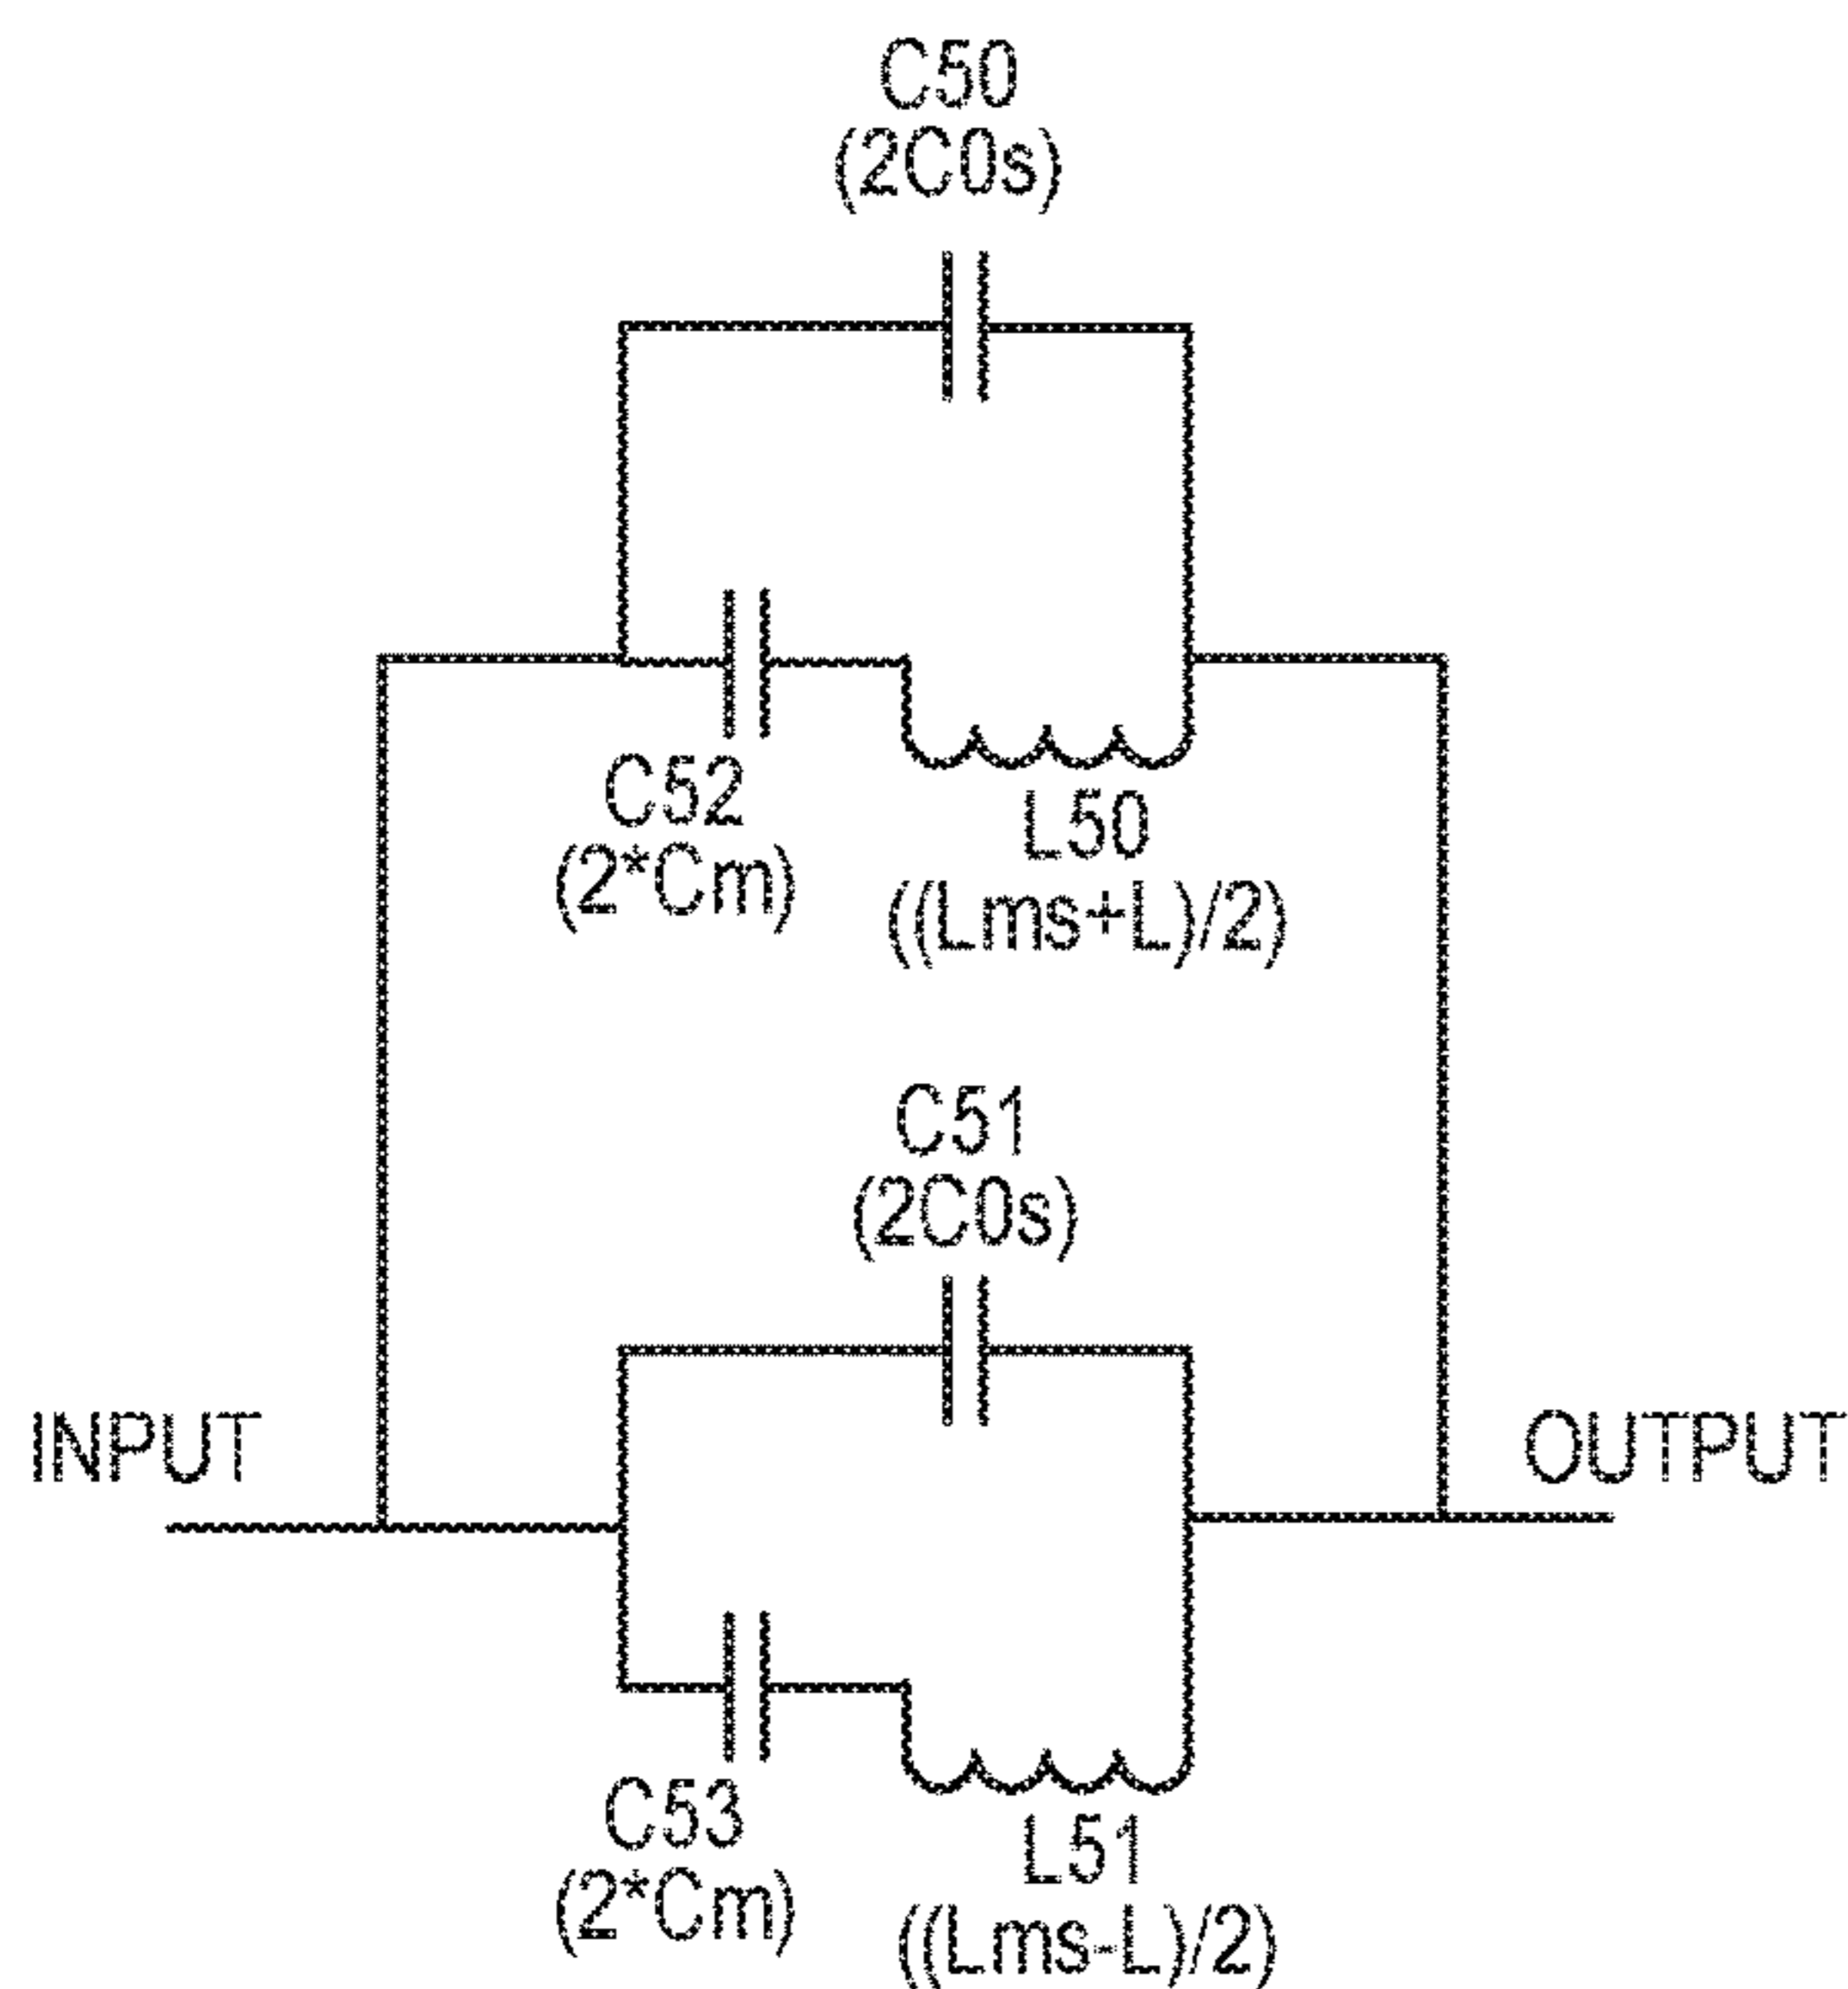 C50
(2C0s)
C52
(2*Cm)
L50
((Lms+L)/2)
C51
(2C0s)
INPUT
OUTPUT
C53
(2*Cm)
L51
((Lms-L)/2)